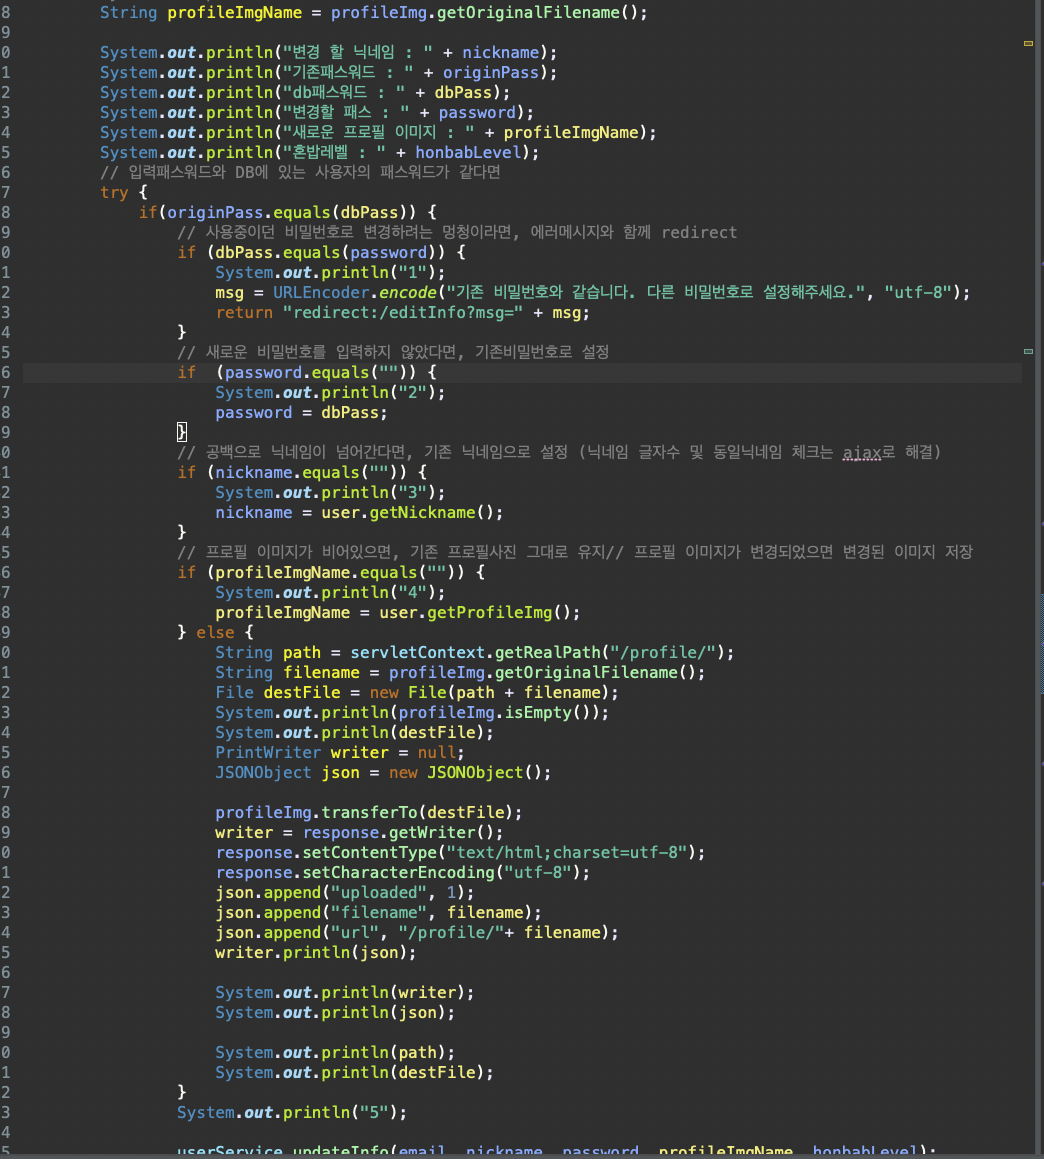 8 String profileImgName = profileImg.getOriginalFilename();
9
0 System.out.println("변경 할 닉네임 : " + nickname);
1 System.out.println("기존패스워드 : " + originPass);
2 System.out.println("db패스워드 : " + dbPass);
3 System.out.println("변경할 패스 : " + password);
4 System.out.println("새로운 프로필 이미지 : " + profileImgName);
5 System.out.println("혼밥레벨 : " + honbabLevel);
6 // 입력패스워드와 DB에 있는 사용자의 패스워드가 같다면
7 try {
8 if(originPass.equals(dbPass)) {
9 // 사용중이던 비밀번호로 변경하려는 멍청이라면, 에러메시지와 함께 redirect
0 if (dbPass.equals(password)) {
1 System.out.println("1");
2 msg = URLEncoder.encode("기존 비밀번호와 같습니다. 다른 비밀번호로 설정해주세요.", "utf-8");
3 return "redirect:/editInfo?msg=" + msg;
4 }
5 // 새로운 비밀번호를 입력하지 않았다면, 기존비밀번호로 설정
6 if  (password.equals("")) {
7 System.out.println("2");
8 password = dbPass;
9 }
0 // 공백으로 닉네임이 넘어간다면, 기존 닉네임으로 설정 (닉네임 글자수 및 동일닉네임 체크는 ajax로 해결)
1 if (nickname.equals("")) {
2 System.out.println("3");
3 nickname = user.getNickname();
4 }
5 // 프로필 이미지가 비어있으면, 기존 프로필사진 그대로 유지// 프로필 이미지가 변경되었으면 변경된 이미지 저장
6 if (profileImgName.equals("")) {
7 System.out.println("4");
8 profileImgName = user.getProfileImg();
9 } else {
0 String path = servletContext.getRealPath("/profile/");
1 String filename = profileImg.getOriginalFilename();
2 File destFile = new File(path + filename);
3 System.out.println(profileImg.isEmpty());
4 System.out.println(destFile);
5 PrintWriter writer = null;
6 JSONObject json = new JSONObject();
7
8 profileImg.transferTo(destFile);
9 writer = response.getWriter();
0 response.setContentType("text/html;charset=utf-8");
1 response.setCharacterEncoding("utf-8");
2 json.append("uploaded", 1);
3 json.append("filename", filename);
4 json.append("url", "/profile/"+ filename);
5 writer.println(json);
6
7 System.out.println(writer);
8 System.out.println(json);
9
0 System.out.println(path);
1 System.out.println(destFile);
2 }
3 System.out.println("5");
4
5 userService.updateInfo(email, nickname, password, profileImgName, honbabLevel);